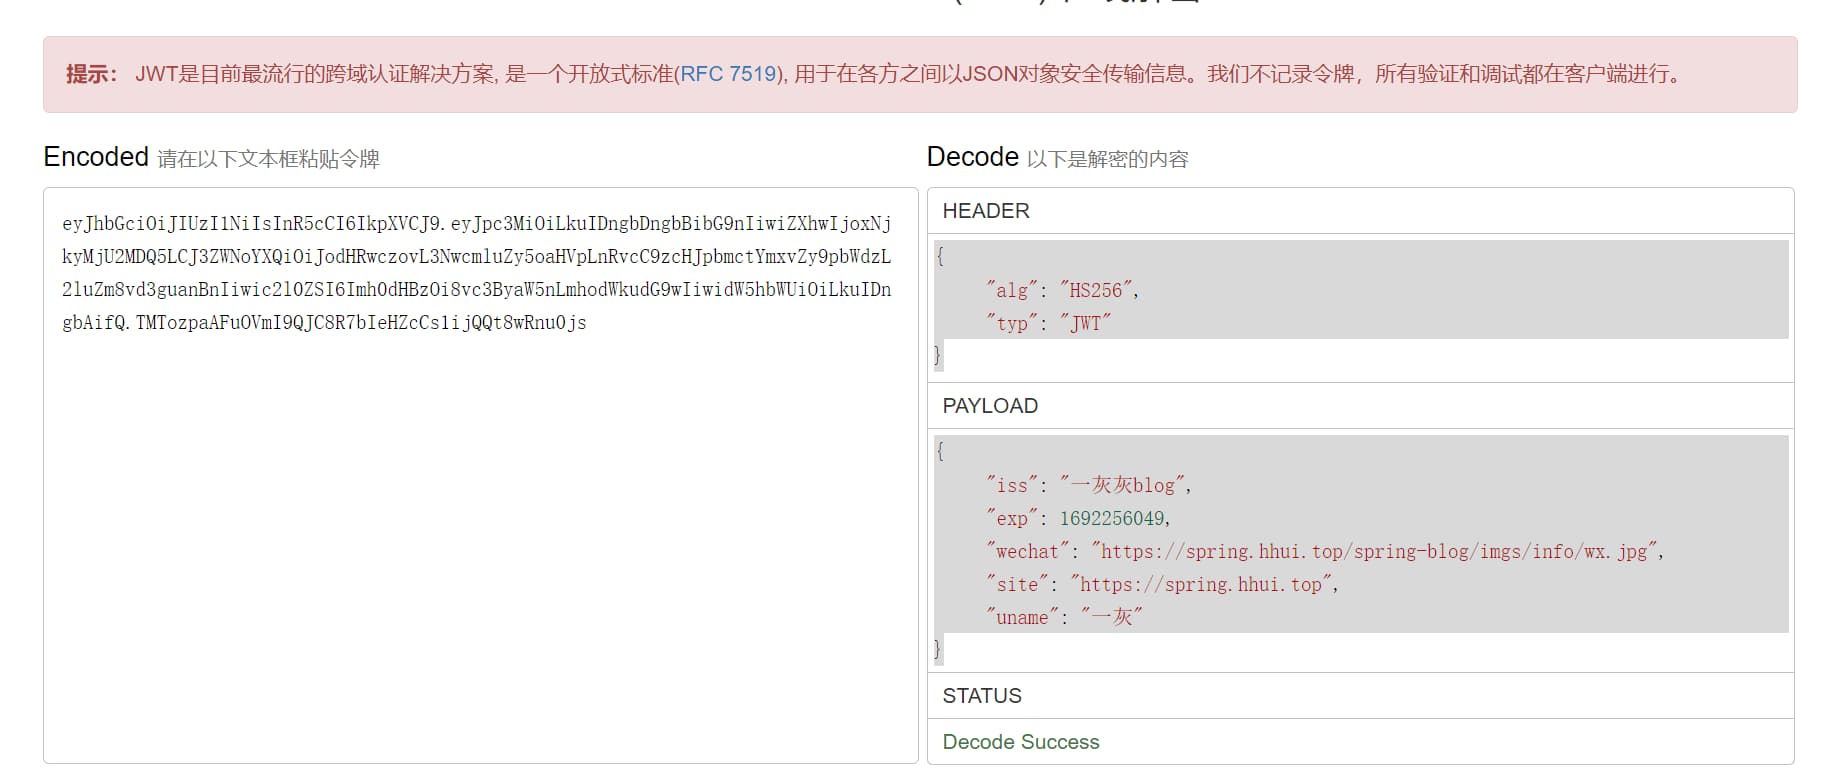 提示： JWT是目前最流行的跨域认证解决方案, 是一个开放式标准(RFC 7519), 用于在各方之间以JSON对象安全传输信息。我们不记录令牌，所有验证和调试都在客户端进行。
Encoded 请在以下文本框粘贴令牌
eyJhbGciOiJIUzI1NiIsInR5cCI6IkpXVCJ9.eyJpc3MiOiLkuIDngbDngbBibG9nIiwiZXhwIjoxNj
kyMjU2MDQ5LCJ3ZWNoYXQiOiJodHRwczovL3NwcmluZy5oaHVpLnRvcC9zcHJpbmctYmxvZy9pbWdzL
2luZm8vd3guanBnIiwic2l0ZSI6Imh0dHBzOi8vc3ByaW5nLmhodWkudG9wIiwidW5hbWUiOiLkuIDn
gbAifQ.TMTozpaAFuOVmI9QJC8R7bIeHZcCs1ijQQt8wRnu0js
Decode 以下是解密的内容
HEADER
{
"alg": "HS256",
"typ": "JWT"
}
PAYLOAD
{
"iss": "一灰灰blog",
"exp": 1692256049,
"wechat": "https://spring.hhui.top/spring-blog/imgs/info/wx.jpg",
"site": "https://spring.hhui.top",
"uname": "一灰"
}
STATUS
Decode Success